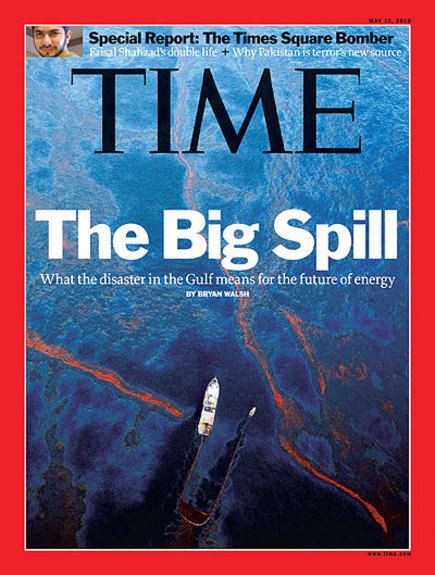 MAY 17, 2010
Special Report: The Times Square Bomber
Faisal Shahzad's double life + Why Pakistan is terror's new source
TIME
The Big Spill
What the disaster in the Gulf means for the future of energy
BY BRYAN WALSH
www.time.com